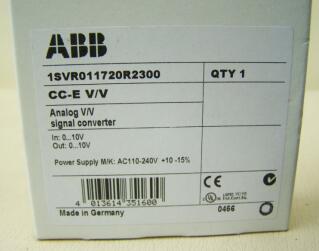 ABB
1SVR011720R2300 QTY 1
CC-E V/V
Analog V/V
signal converter
In: 0...10V
Out: 0...10V
Power Supply M/K: AC110-240V +10 -15%
4 013614 351600
CE
Made in Germany
0456